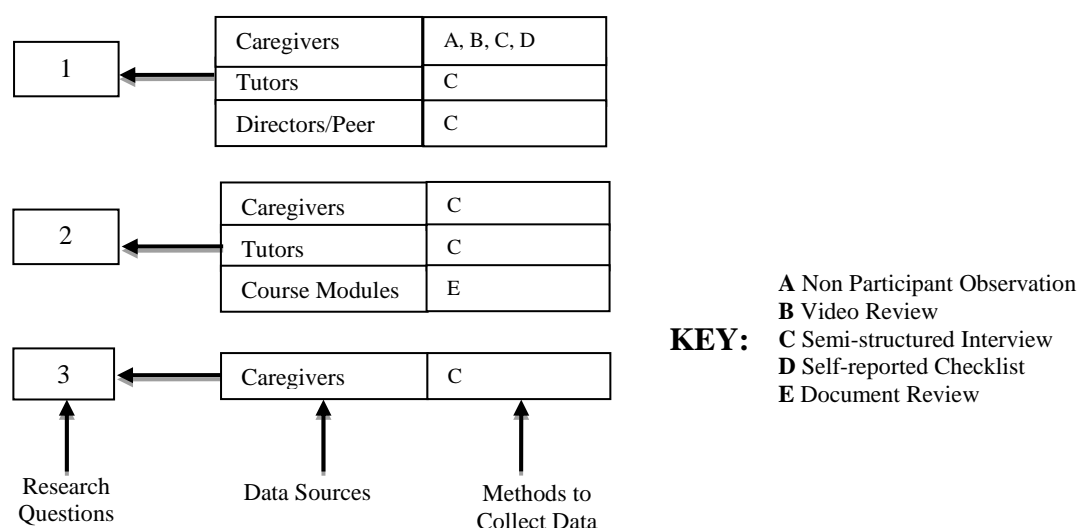 1
Caregivers A, B, C, D
Tutors C
Directors/Peer C
2
Caregivers C
Tutors C
Course Modules E
3
Caregivers C
Research
Questions
Data Sources
Methods to
Collect Data
KEY:
A Non Participant Observation
B Video Review
C Semi-structured Interview
D Self-reported Checklist
E Document Review